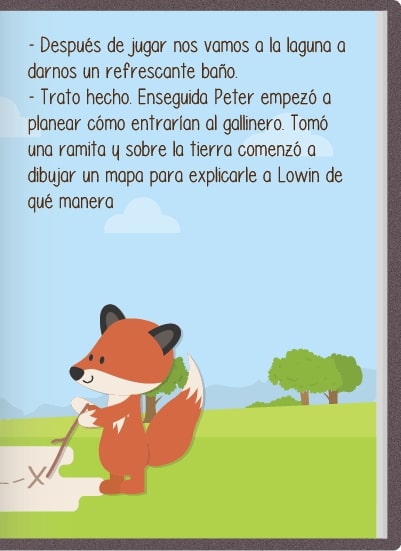 - Después de jugar nos vamos a la laguna a
darnos un refrescante baño.
- Trato hecho. Enseguida Peter empezó a
planear cómo entrarían al gallinero. Tomó
una ramita y sobre la tierra comenzó a
dibujar un mapa para explicarle a Lowin de
qué manera